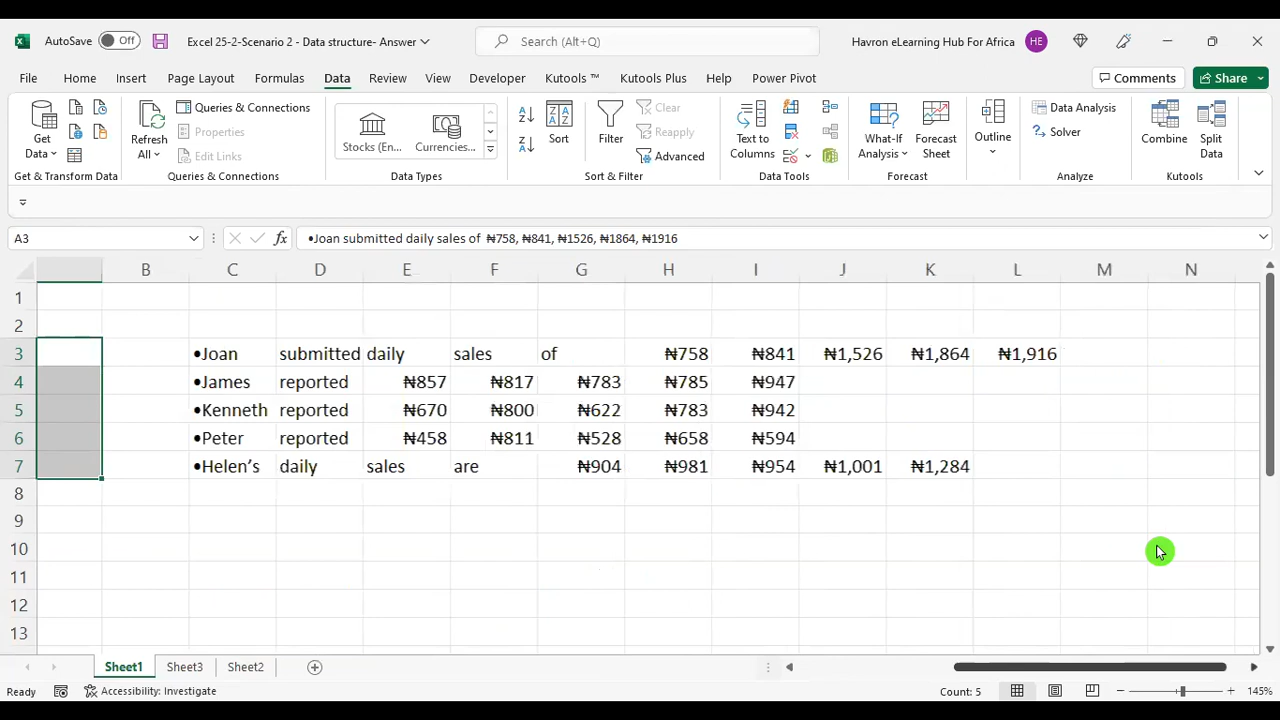 AutoSave Off Excel 25-2-Scenario 2 - Data structure- Answer Search (Alt+Q) Havron eLearning Hub For Africa HE
File Home Insert Page Layout Formulas Data Review View Developer Kutools ™ Kutools Plus Help Power Pivot Comments Share
Get Data Refresh All Queries & Connections Properties Edit Links Stocks (En... Currencies... Sort Filter Clear Reapply Advanced Text to Columns What-If Analysis Forecast Sheet Outline Data Analysis Solver Combine Split Data
Get & Transform Data Queries & Connections Data Types Sort & Filter Data Tools Forecast Analyze Kutools
A3 fx •Joan submitted daily sales of ₦758, ₦841, ₦1526, ₦1864, ₦1916
B C D E F G H I J K L M N
1
2
3 •Joan submitted daily sales of ₦758 ₦841 ₦1,526 ₦1,864 ₦1,916
4 •James reported ₦857 ₦817 ₦783 ₦785 ₦947
5 •Kenneth reported ₦670 ₦800 ₦622 ₦783 ₦942
6 •Peter reported ₦458 ₦811 ₦528 ₦658 ₦594
7 •Helen’s daily sales are ₦904 ₦981 ₦954 ₦1,001 ₦1,284
8
9
10
11
12
13
Sheet1 Sheet3 Sheet2
Ready Accessibility: Investigate Count: 5 145%